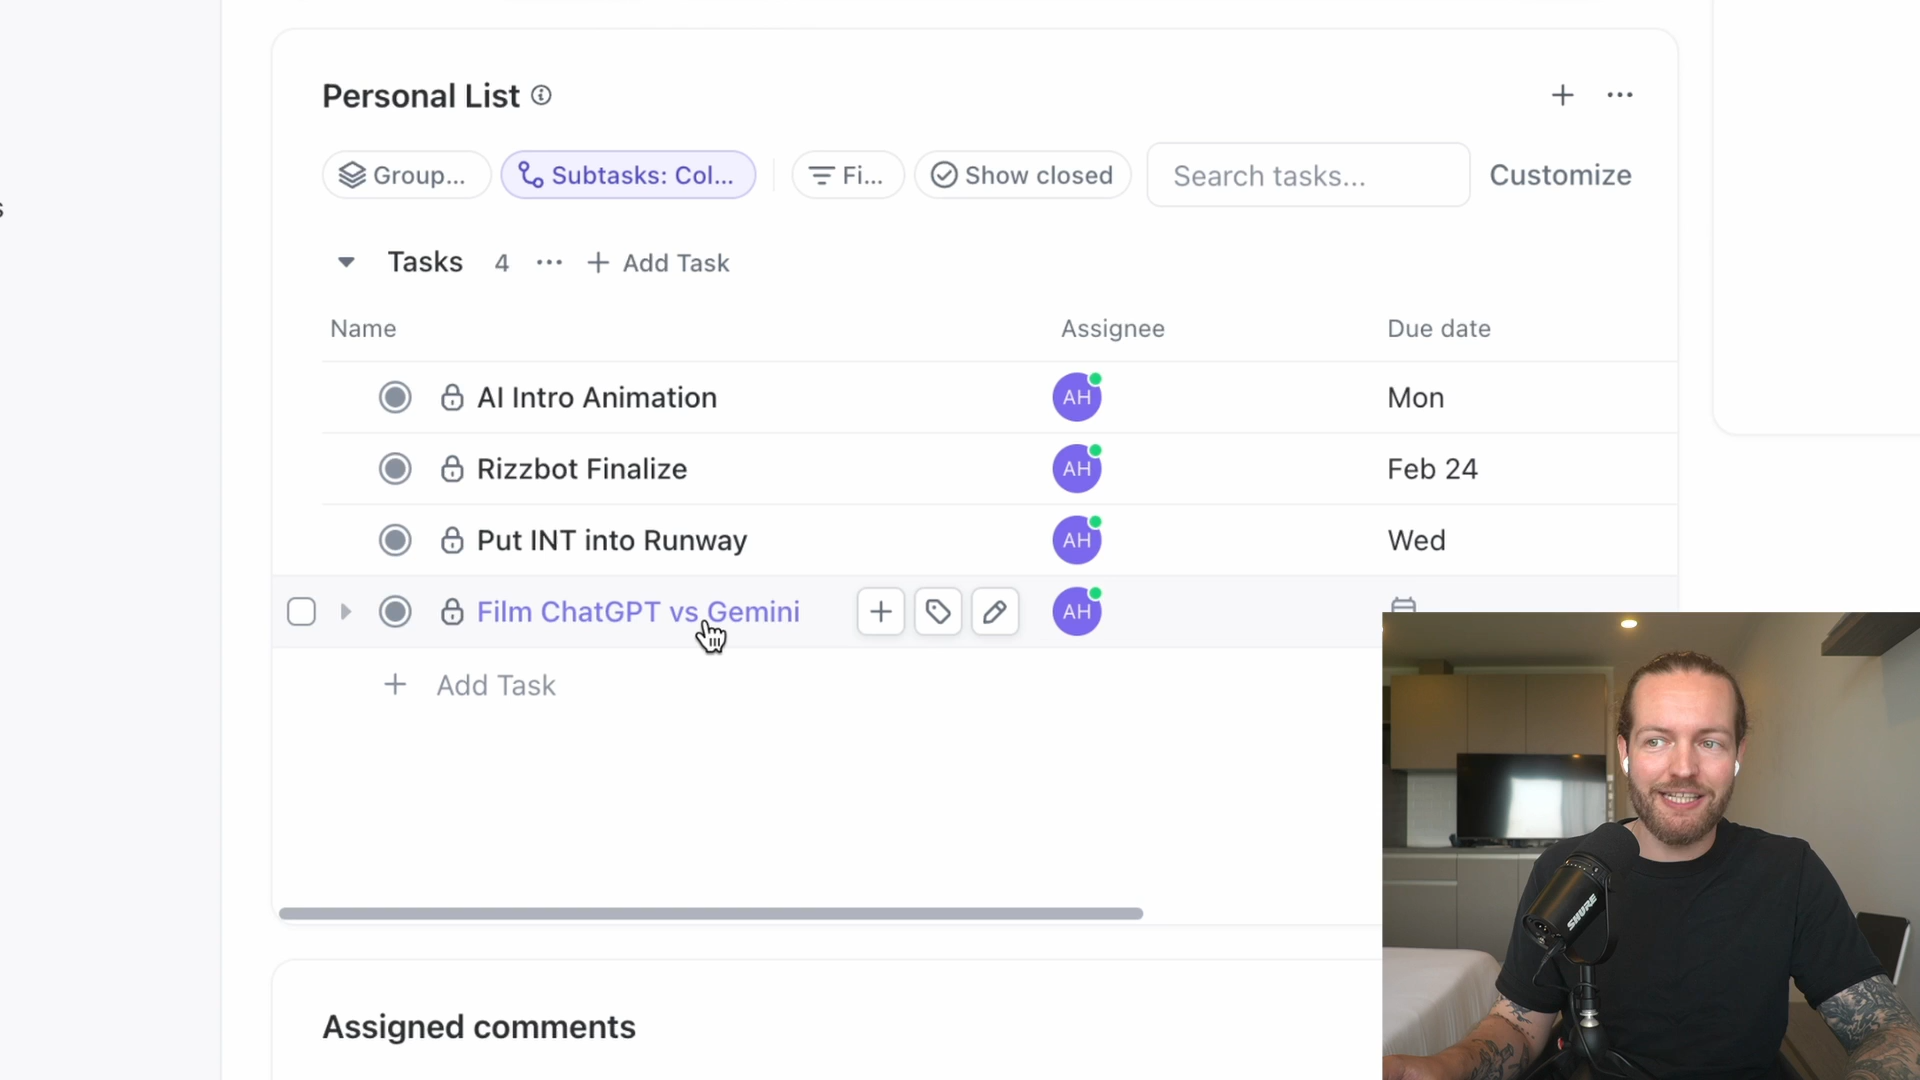 s
Personal List
Group... Subtasks: Col... Fi... Show closed Search tasks... Customize
Tasks 4 ... + Add Task
Name Assignee Due date
AI Intro Animation AH Mon
Rizzbot Finalize AH Feb 24
Put INT into Runway AH Wed
Film ChatGPT vs Gemini AH
+ Add Task
SHURE
Assigned comments